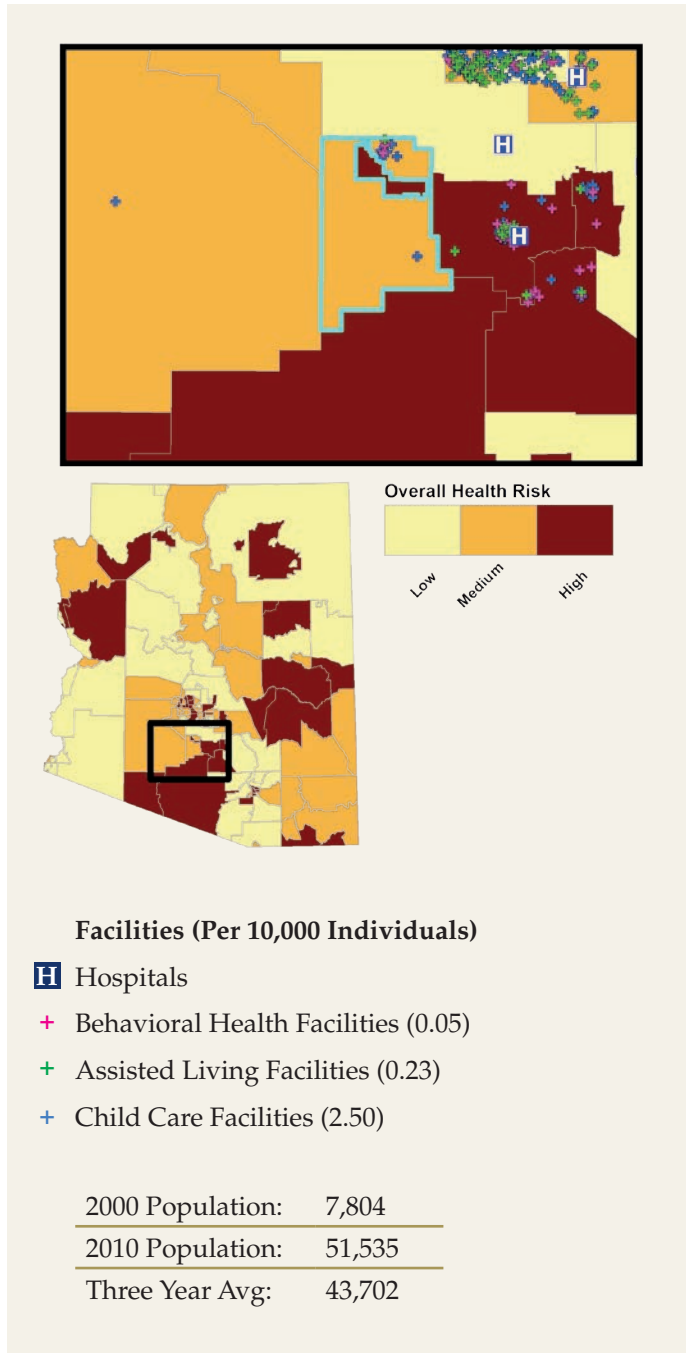 H
H
H
Overall Health Risk
Low
Medium
High
Facilities (Per 10,000 Individuals)
H Hospitals
+ Behavioral Health Facilities (0.05)
+ Assisted Living Facilities (0.23)
+ Child Care Facilities (2.50)
2000 Population: 7,804
2010 Population: 51,535
Three Year Avg: 43,702